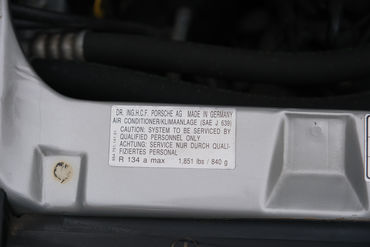 DR. ING.H.C.F. PORSCHE AG MADE IN GERMANY
AIR CONDITIONER/KLIMAANLAGE (SAE J 639)
CAUTION: SYSTEM TO BE SERVICED BY
QUALIFIED PERSONNEL ONLY
ACHTUNG: SERVICE NUR DURCH QUALI-
FIZIERTES PERSONAL
R 134 a max 1,851 lbs / 840 g